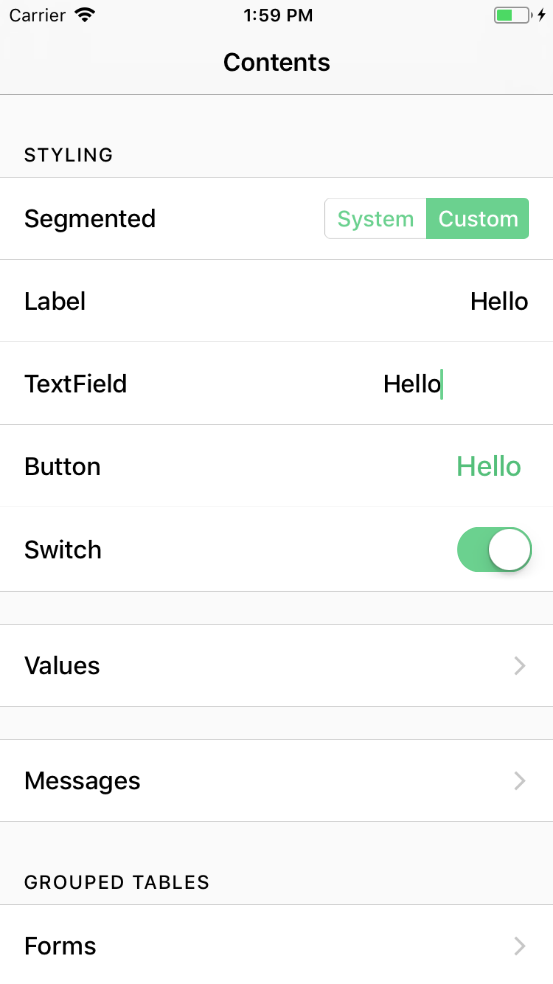 Carrier 1:59 PM
Contents
STYLING
Segmented System Custom
Label Hello
TextField Hello
Button Hello
Switch
Values
Messages
GROUPED TABLES
Forms